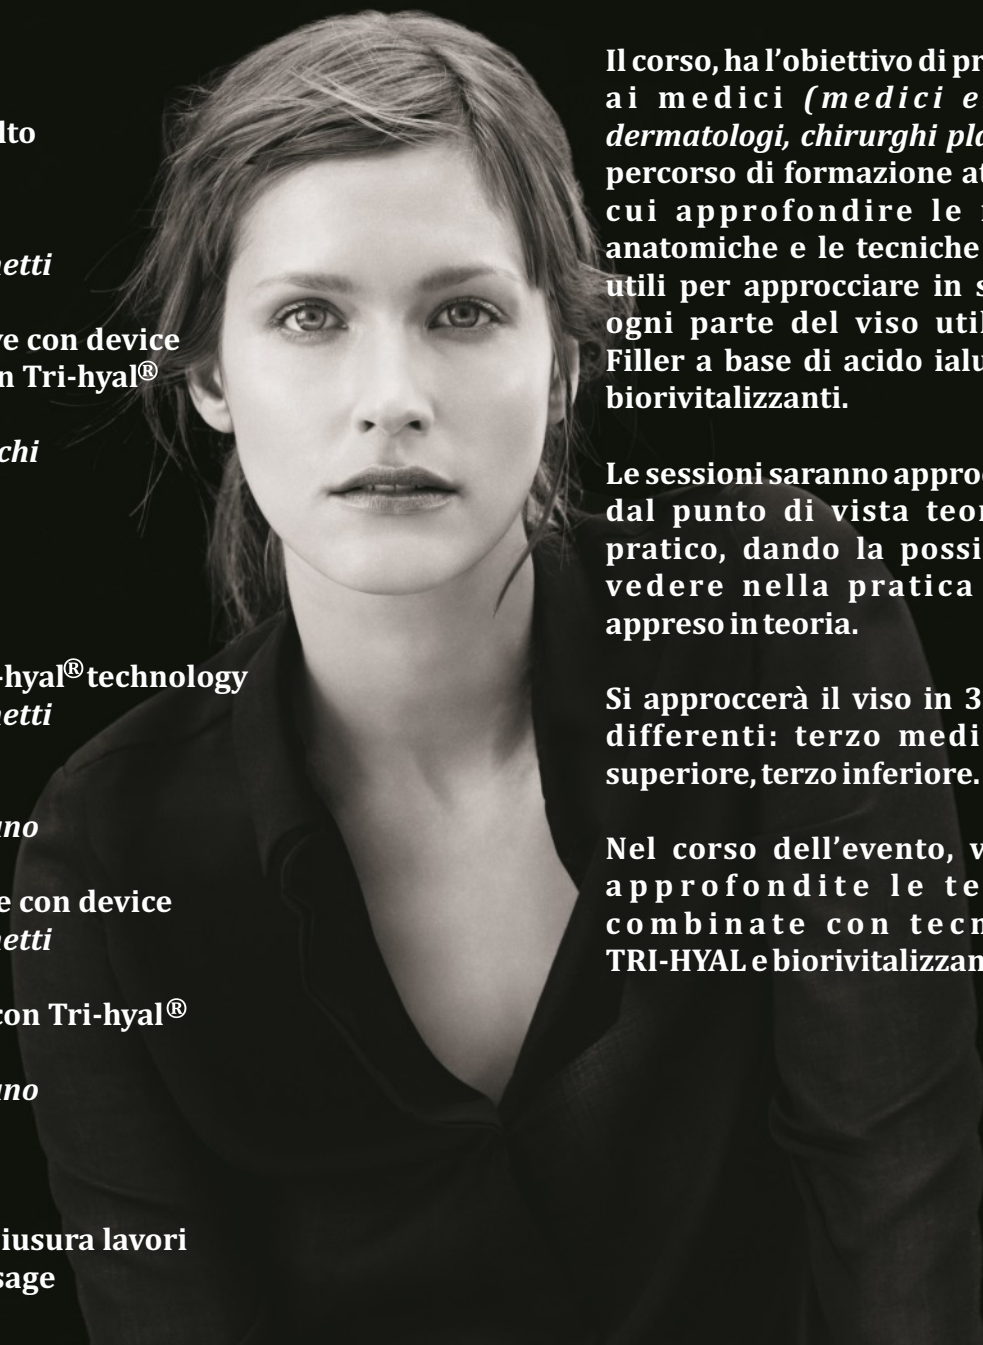 lto
netti
ve con device
n Tri-hyal®
chi
-hyal® technology
netti
no
e con device
netti
con Tri-hyal®
no
iusura lavori
sage
Il corso, ha l’obiettivo di pr
ai medici (medici e
dermatologi, chirurghi pla
percorso di formazione at
cui approfondire le
anatomiche e le tecniche
utili per approcciare in s
ogni parte del viso util
Filler a base di acido ialu
biorivitalizzanti.
Le sessioni saranno approc
dal punto di vista teor
pratico, dando la possi
vedere nella pratica
appreso in teoria.
Si approccerà il viso in 3
differenti: terzo medi
superiore, terzo inferiore.
Nel corso dell’evento, v
approfondite le te
combinate con tecn
TRI-HYAL e biorivitalizzan